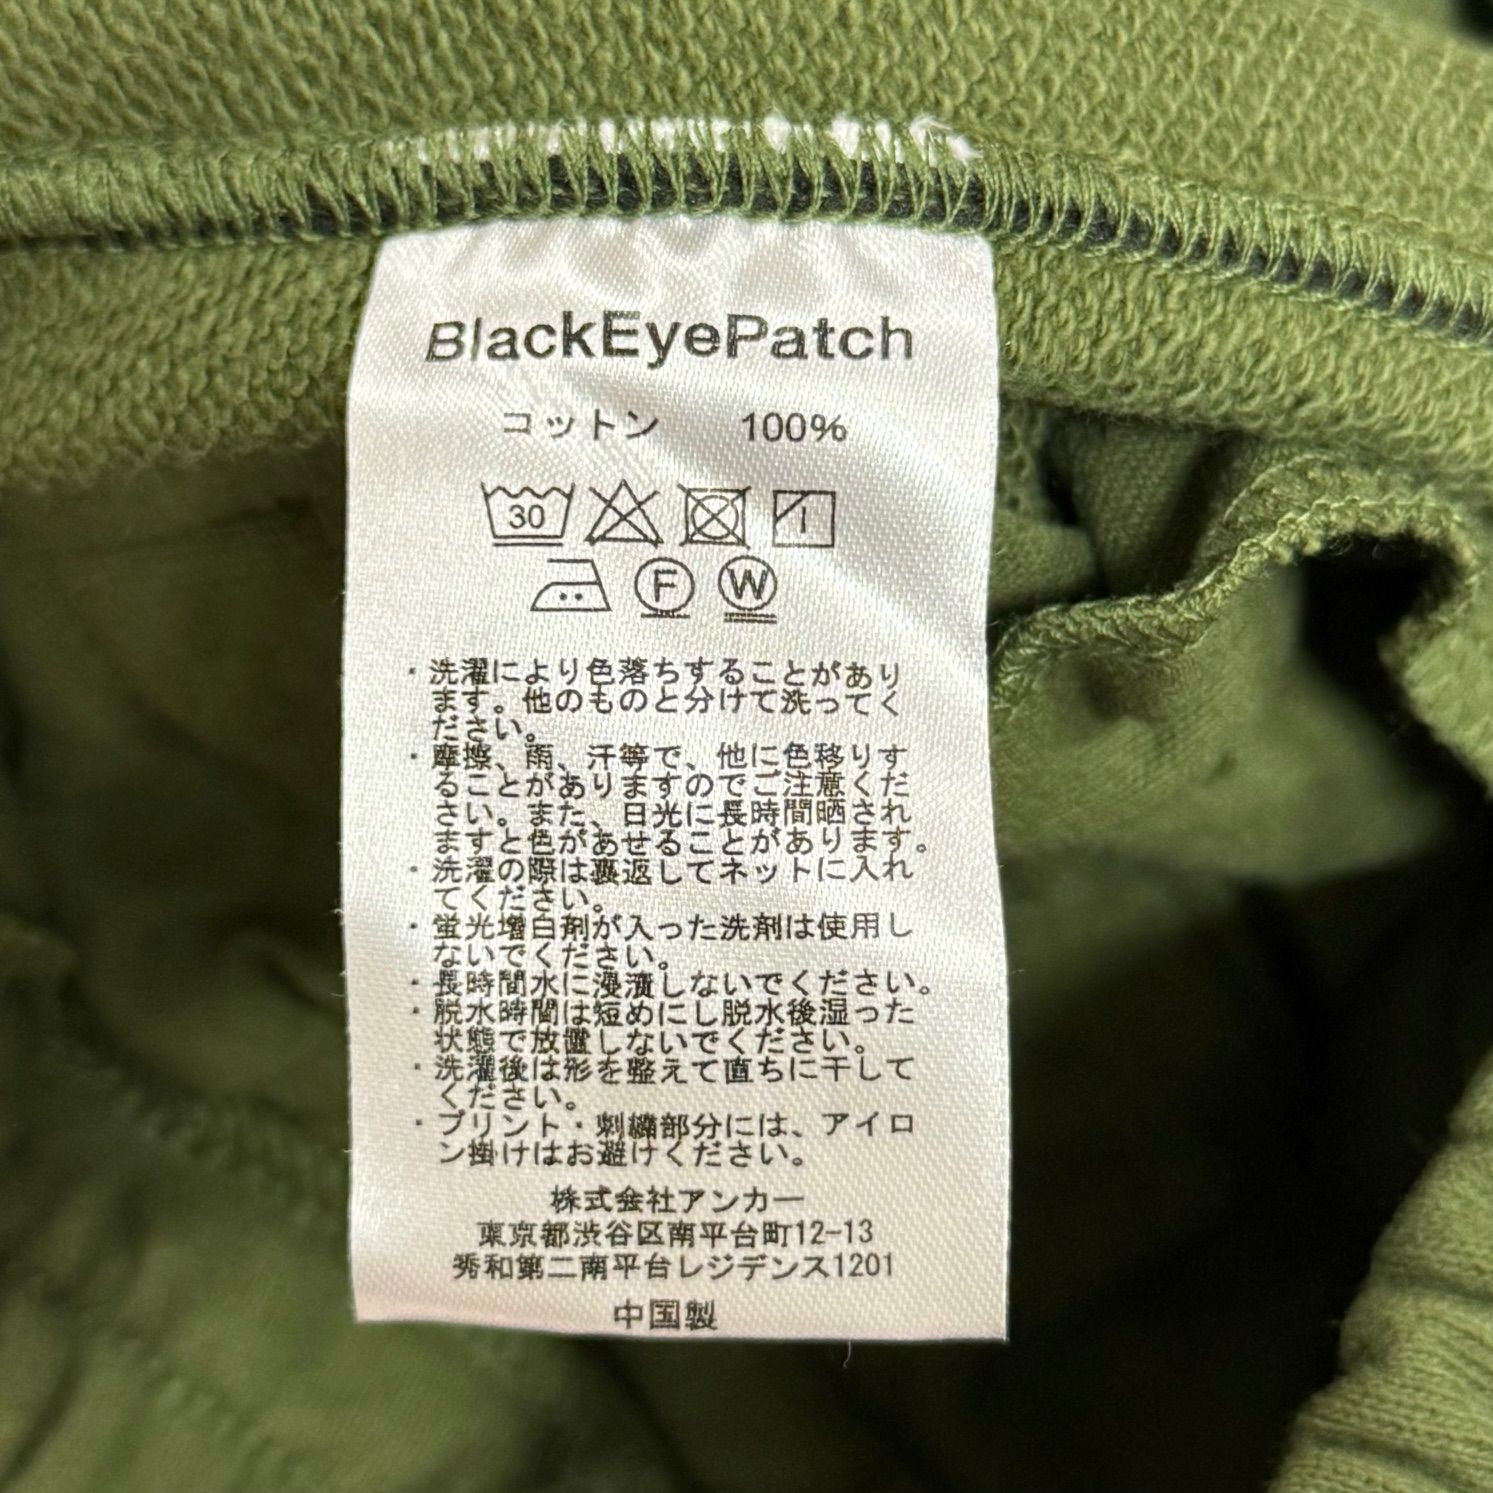 BlackEyePatch
コットン 100%
30
F W
・洗濯により色落ちすることがあり
ます。他のものと分けて洗ってく
ださい。
・摩擦、雨、汗等で、他に色移りす
ることがありますのでご注意くだ
さい。また、日光に長時間晒され
ますと色があせることがあります。
・洗濯の際は裏返してネットに入れ
てください。
・蛍光増白剤が入った洗剤は使用し
ないでください。
・長時間水に浸漬しないでください。
・脱水時間は短めにし脱水後湿った
状態で放置しないでください。
・洗濯後は形を整えて直ちに干して
ください。
・プリント・刺繍部分には、アイロ
ン掛けはお避けください。
株式会社アンカー
東京都渋谷区南平台町12-13
秀和第二南平台レジデンス1201
中国製